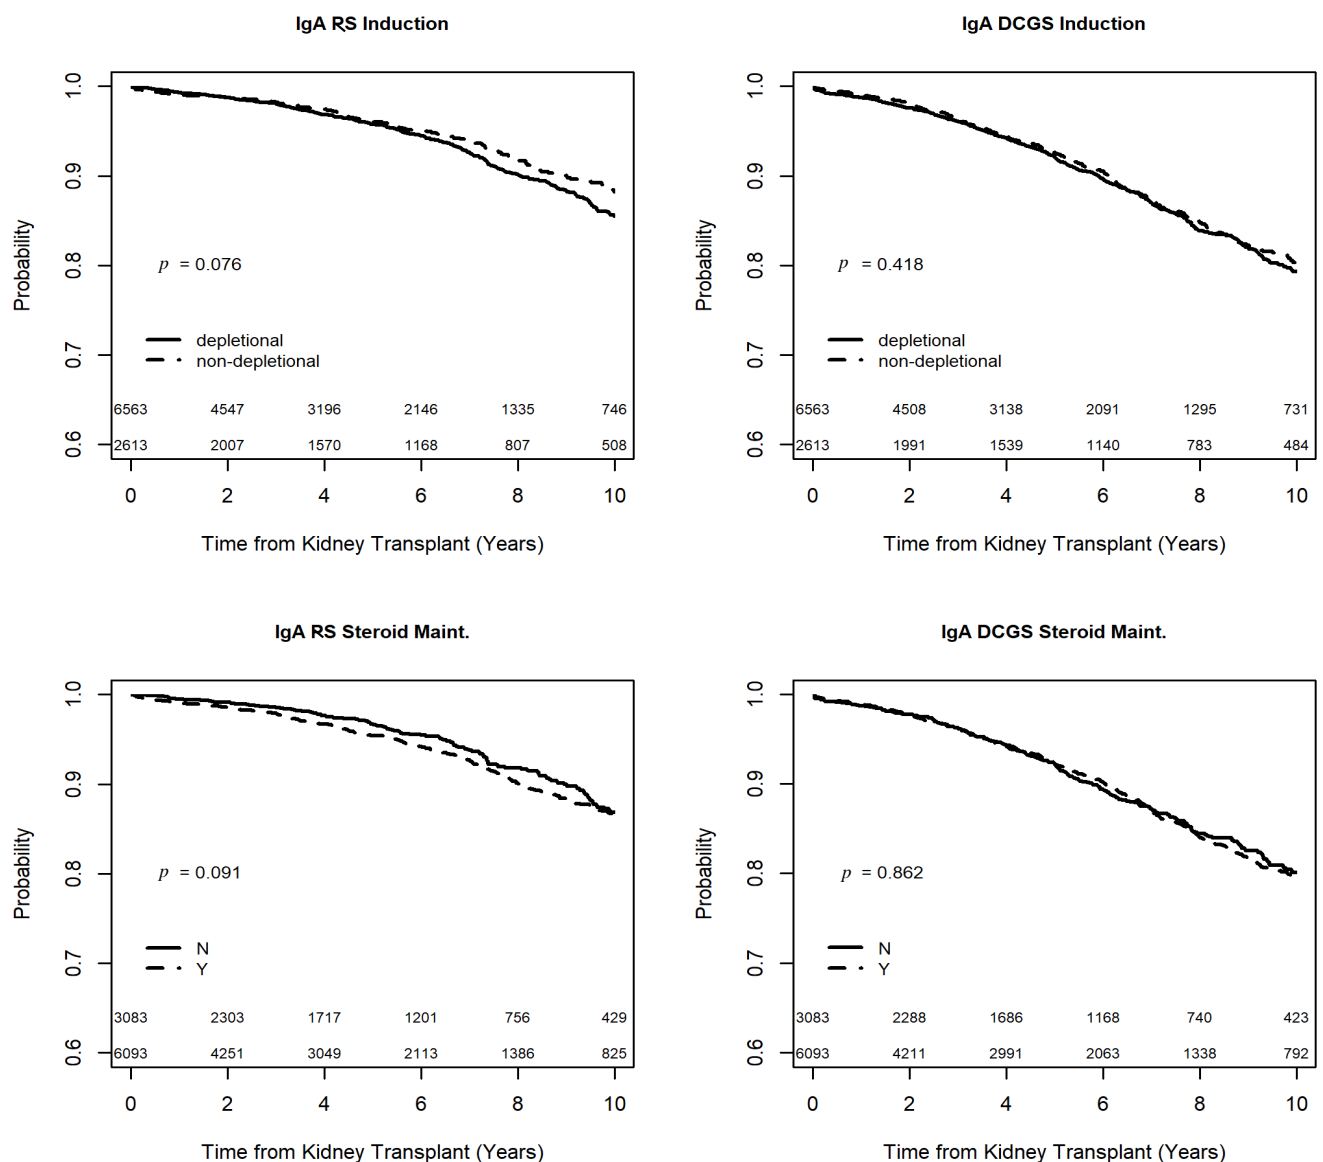 IgA RS Induction
Probability
1.0
0.9
0.8
0.7
0.6
p = 0.076
depletional
non-depletional
6563 4547 3196 2146 1335 746
2613 2007 1570 1168 807 508
0 2 4 6 8 10
Time from Kidney Transplant (Years)
IgA DCGS Induction
Probability
1.0
0.9
0.8
0.7
0.6
p = 0.418
depletional
non-depletional
6563 4508 3138 2091 1295 731
2613 1991 1539 1140 783 484
0 2 4 6 8 10
Time from Kidney Transplant (Years)
IgA RS Steroid Maint.
Probability
1.0
0.9
0.8
0.7
0.6
p = 0.091
N
Y
3083 2303 1717 1201 756 429
6093 4251 3049 2113 1386 825
0 2 4 6 8 10
Time from Kidney Transplant (Years)
IgA DCGS Steroid Maint.
Probability
1.0
0.9
0.8
0.7
0.6
p = 0.862
N
Y
3083 2288 1686 1168 740 423
6093 4211 2991 2063 1338 792
0 2 4 6 8 10
Time from Kidney Transplant (Years)